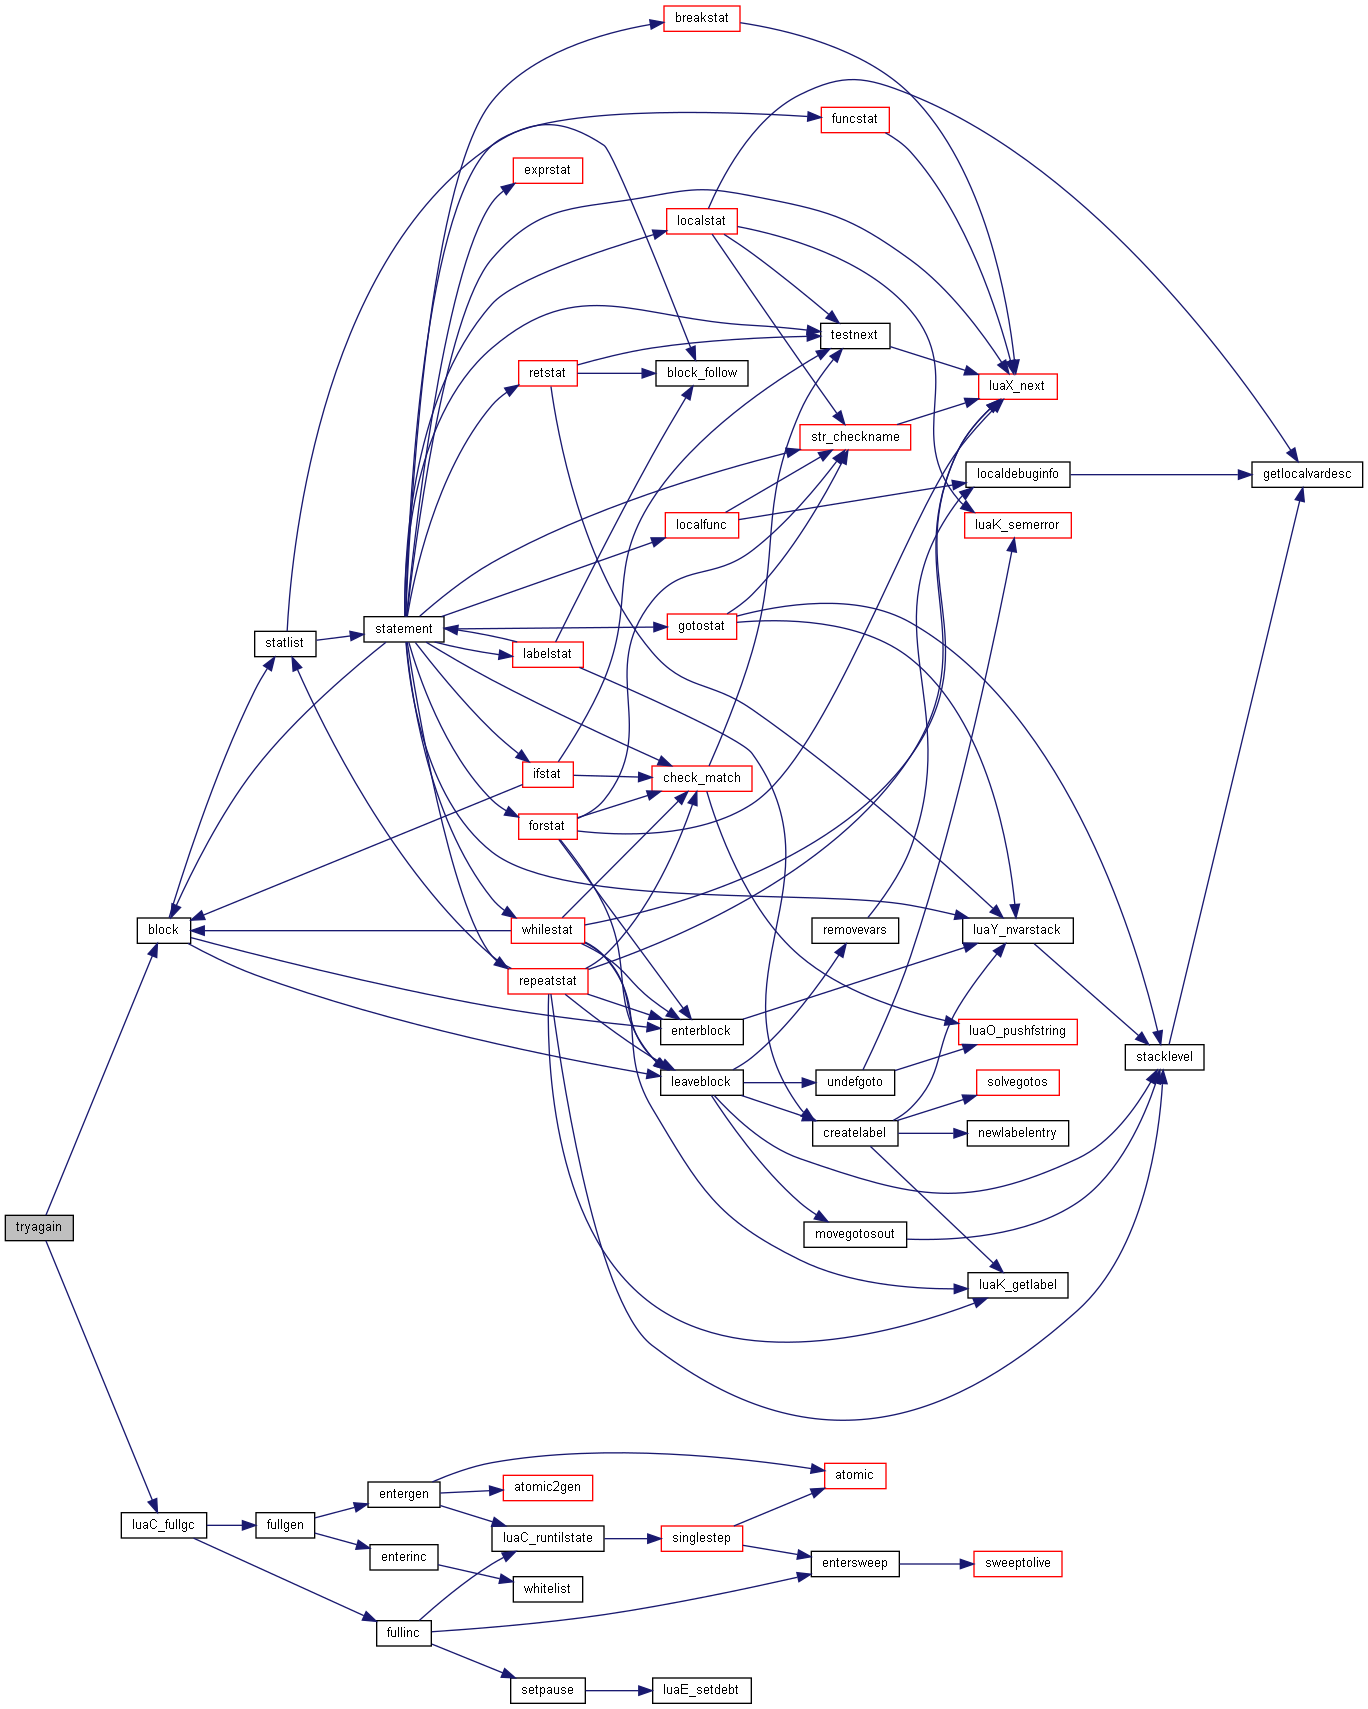 breakstat
funcstat
exprstat
localstat
testnext
retstat
block_follow
luaX_next
str_checkname
localdebuginfo
getlocalvardesc
localfunc
luaK_semerror
statement
gotostat
statlist
labelstat
ifstat
check_match
forstat
block
whilestat
removevars
luaY_nvarstack
repeatstat
enterblock
luaO_pushfstring
stacklevel
leaveblock
undefgoto
solvegotos
createlabel
newlabelentry
tryagain
movegotosout
luaK_getlabel
atomic
entergen
atomic2gen
luaC_fullgc
fullgen
luaC_runtilstate
singlestep
enterinc
entersweep
sweeptolive
whitelist
fullinc
setpause
luaE_setdebt